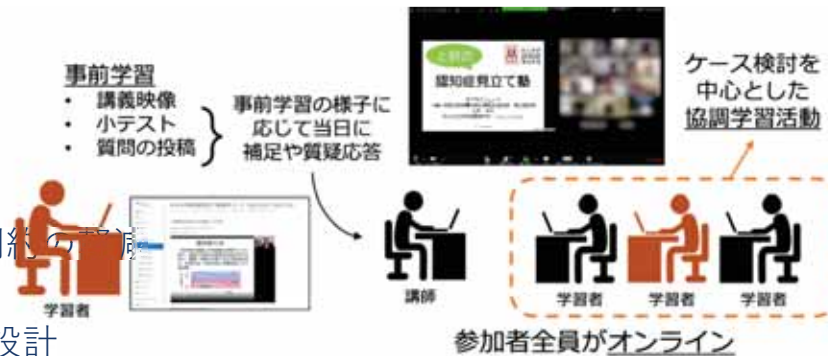 事前学習
• 講義映像
• 小テスト
• 質問の投稿
事前学習の様子に
応じて当日に
補足や質疑応答
認知症見立て塾
ケース検討を
中心とした
協調学習活動
約の軽減
学習者
講師
学習者
学習者
学習者
設計
参加者全員がオンライン